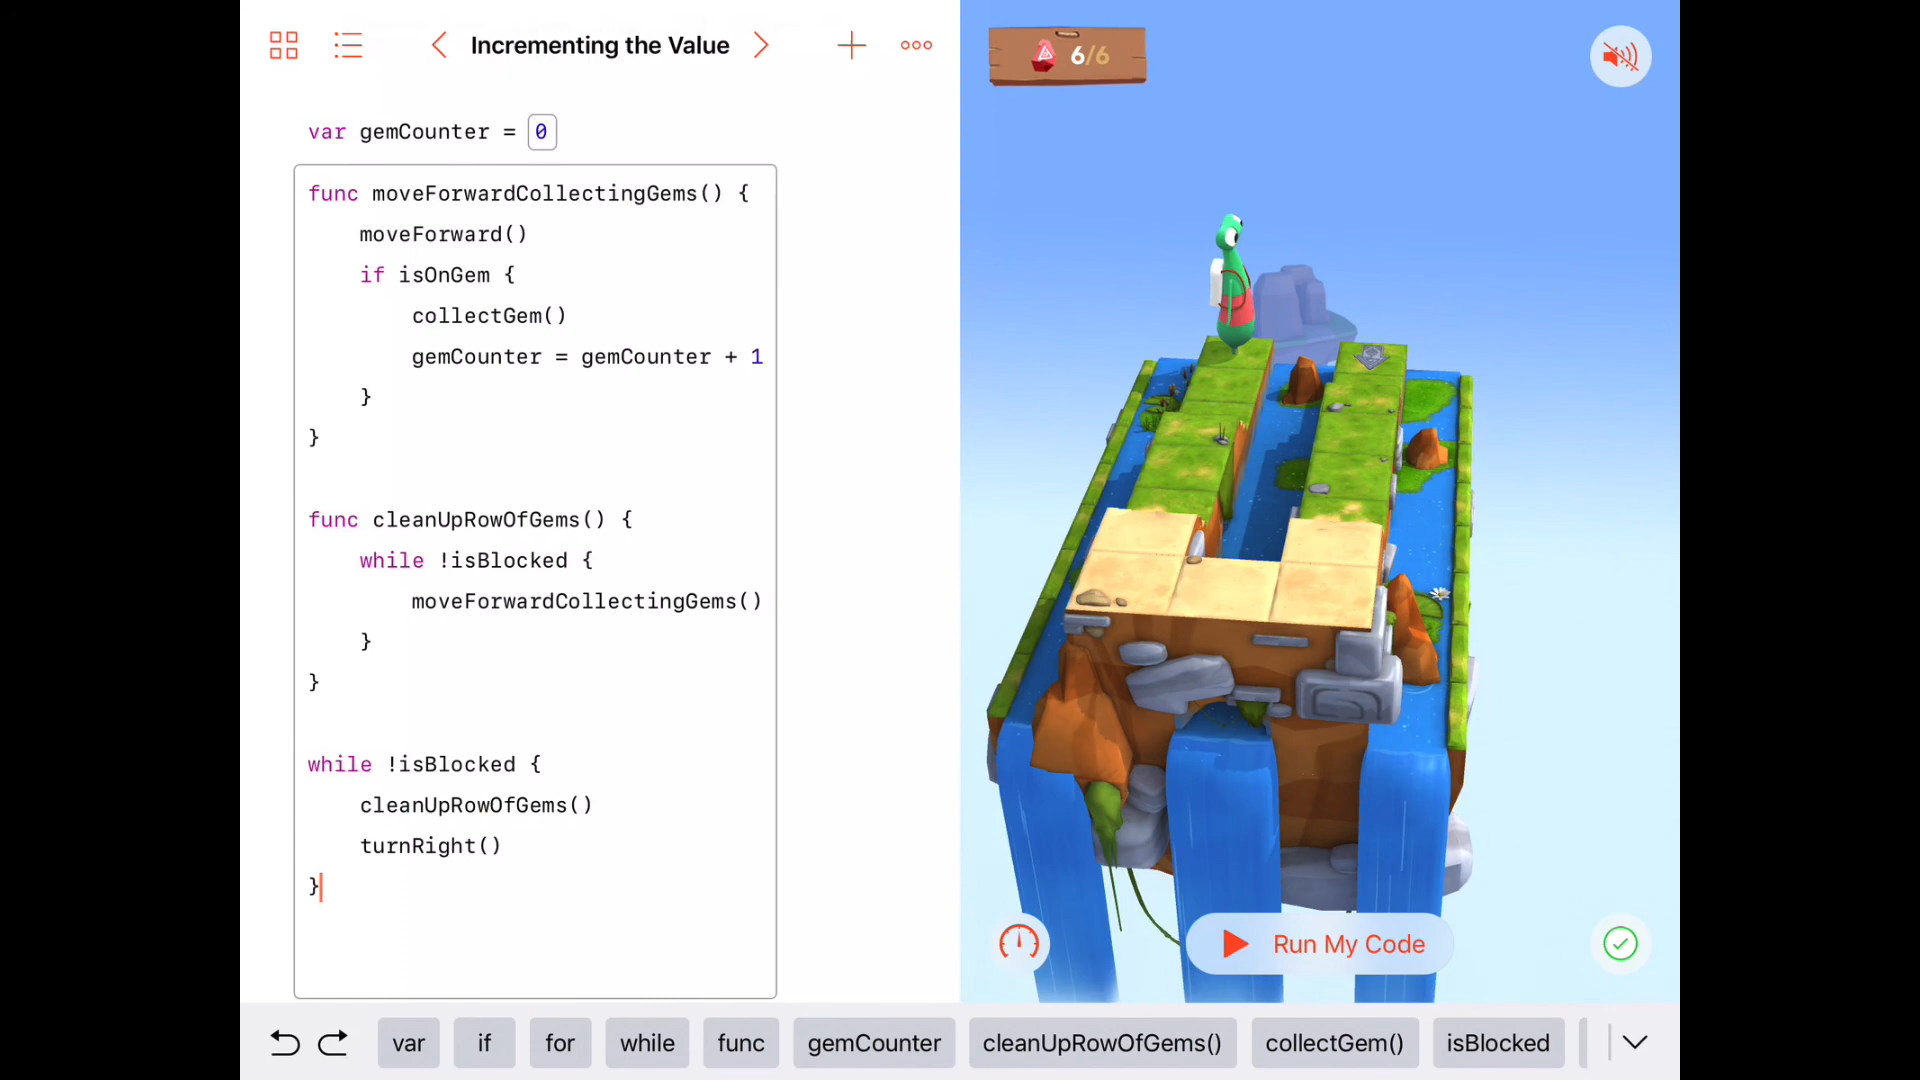 Incrementing the Value
var gemCounter = 0
func moveForwardCollectingGems() {
    moveForward()
    if isOnGem {
        collectGem()
        gemCounter = gemCounter + 1
    }
}
func cleanUpRowOfGems() {
    while !isBlocked {
        moveForwardCollectingGems()
    }
}
while !isBlocked {
    cleanUpRowOfGems()
    turnRight()
}
6/6
Run My Code
var if for while func gemCounter cleanUpRowOfGems() collectGem() isBlocked